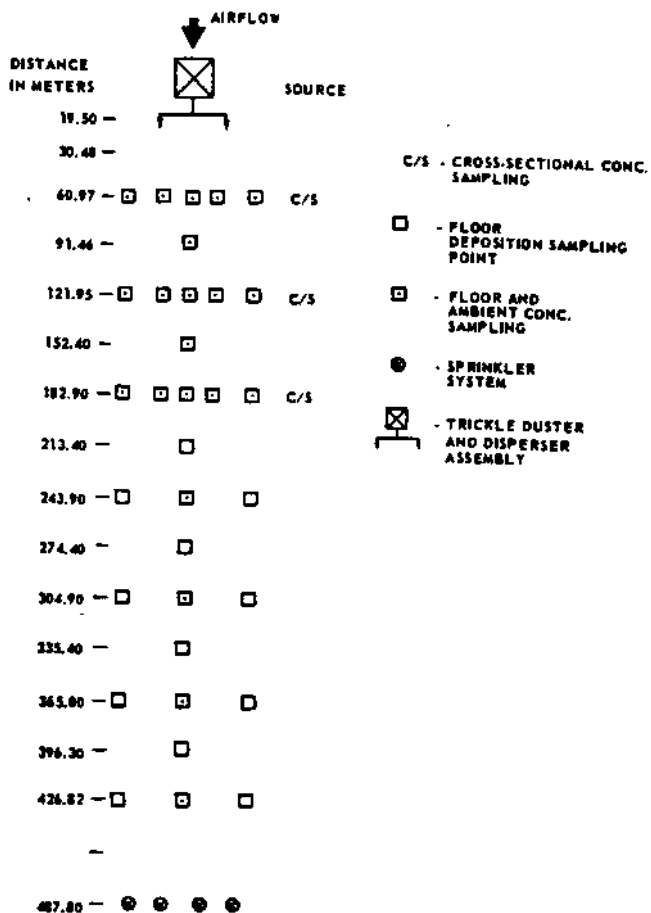 AIRFLOW
DISTANCE
IN METERS
SOURCE
19.50 —
30.48 —
60.97 — C/S
91.46 —
121.95 — C/S
152.40 —
182.90 — C/S
213.40 —
243.90 —
274.40 —
304.90 —
335.40 —
365.80 —
396.30 —
426.82 —
—
487.80 —
C/S - CROSS-SECTIONAL CONC.
SAMPLING
- FLOOR
DEPOSITION SAMPLING
POINT
- FLOOR AND
AMBIENT CONC.
SAMPLING
- SPRINKLER
SYSTEM
- TRICKLE DUSTER
AND DISPERSER
ASSEMBLY